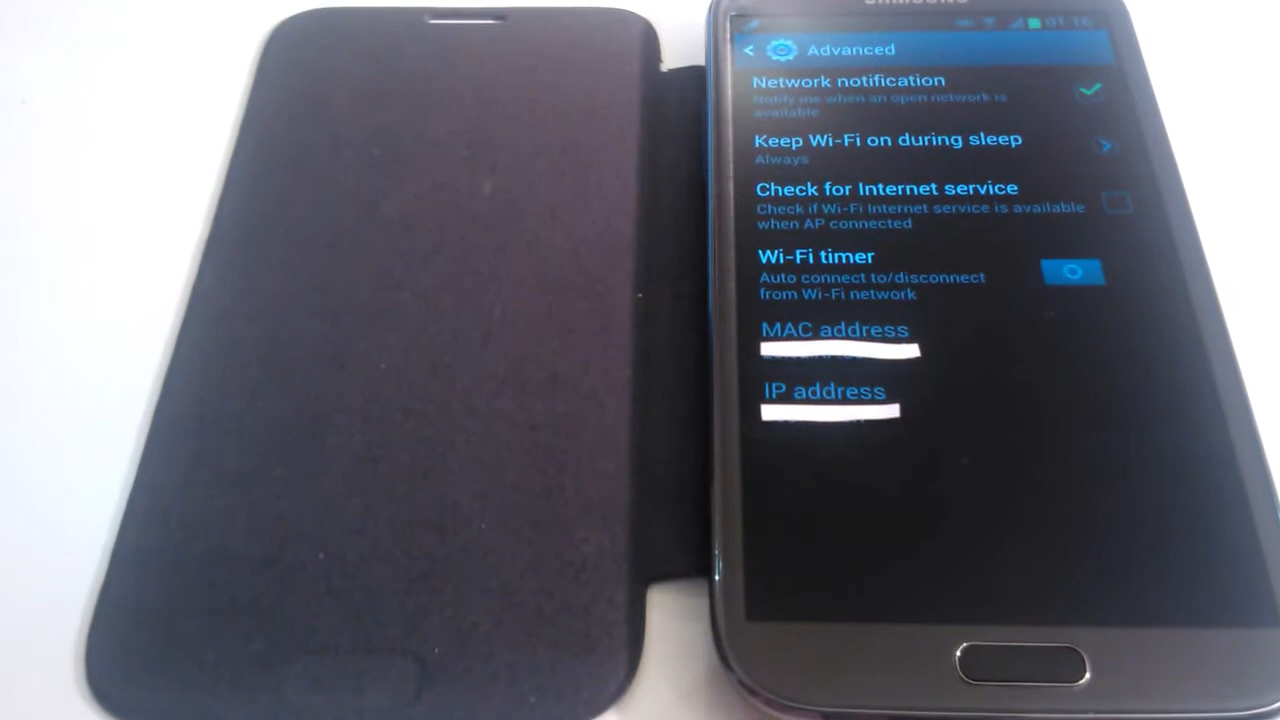 SAMSUNG
01:16
Advanced
Network notification
Notify me when an open network is
available
Keep Wi-Fi on during sleep
Always
Check for Internet service
Check if Wi-Fi Internet service is available
when AP connected
Wi-Fi timer
Auto connect to/disconnect
from Wi-Fi network
MAC address
IP address